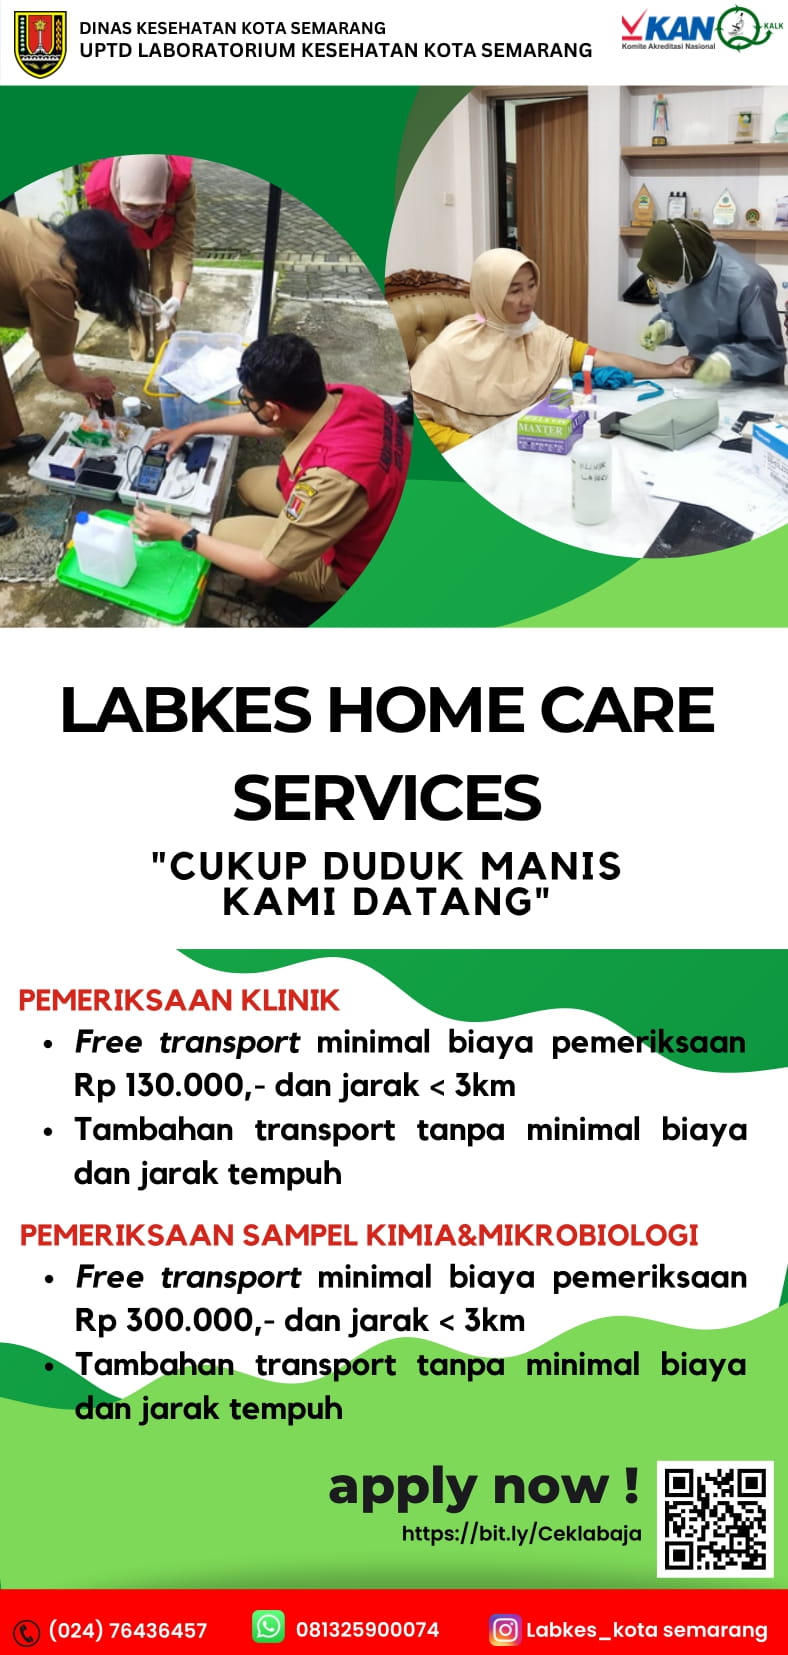 DINAS KESEHATAN KOTA SEMARANG
UPTD LABORATORIUM KESEHATAN KOTA SEMARANG
KAN
Komite Akreditasi Nasional
KALK
MAXTER
LABKES HOME CARE
SERVICES
"CUKUP DUDUK MANIS
KAMI DATANG"
PEMERIKSAAN KLINIK
• Free transport minimal biaya pemeriksaan
Rp 130.000,- dan jarak < 3km
• Tambahan transport tanpa minimal biaya
dan jarak tempuh
PEMERIKSAAN SAMPEL KIMIA&MIKROBIOLOGI
• Free transport minimal biaya pemeriksaan
Rp 300.000,- dan jarak < 3km
• Tambahan transport tanpa minimal biaya
dan jarak tempuh
apply now !
https://bit.ly/Ceklabaja
(024) 76436457
081325900074
Labkes_kota semarang